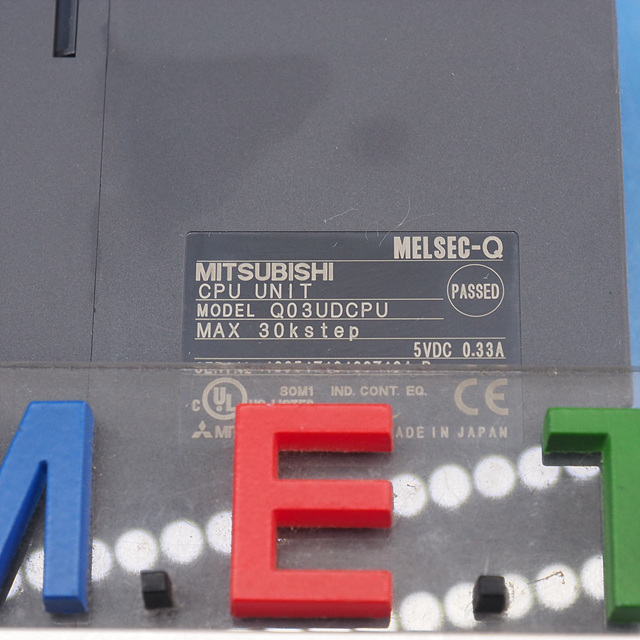 MELSEC-Q
MITSUBISHI
CPU UNIT
PASSED
MODEL Q03UDCPU
MAX 30kstep
5VDC 0.33A
C UL 80M1 IND. CONT. EQ. CE
MADE IN JAPAN
M.E.T